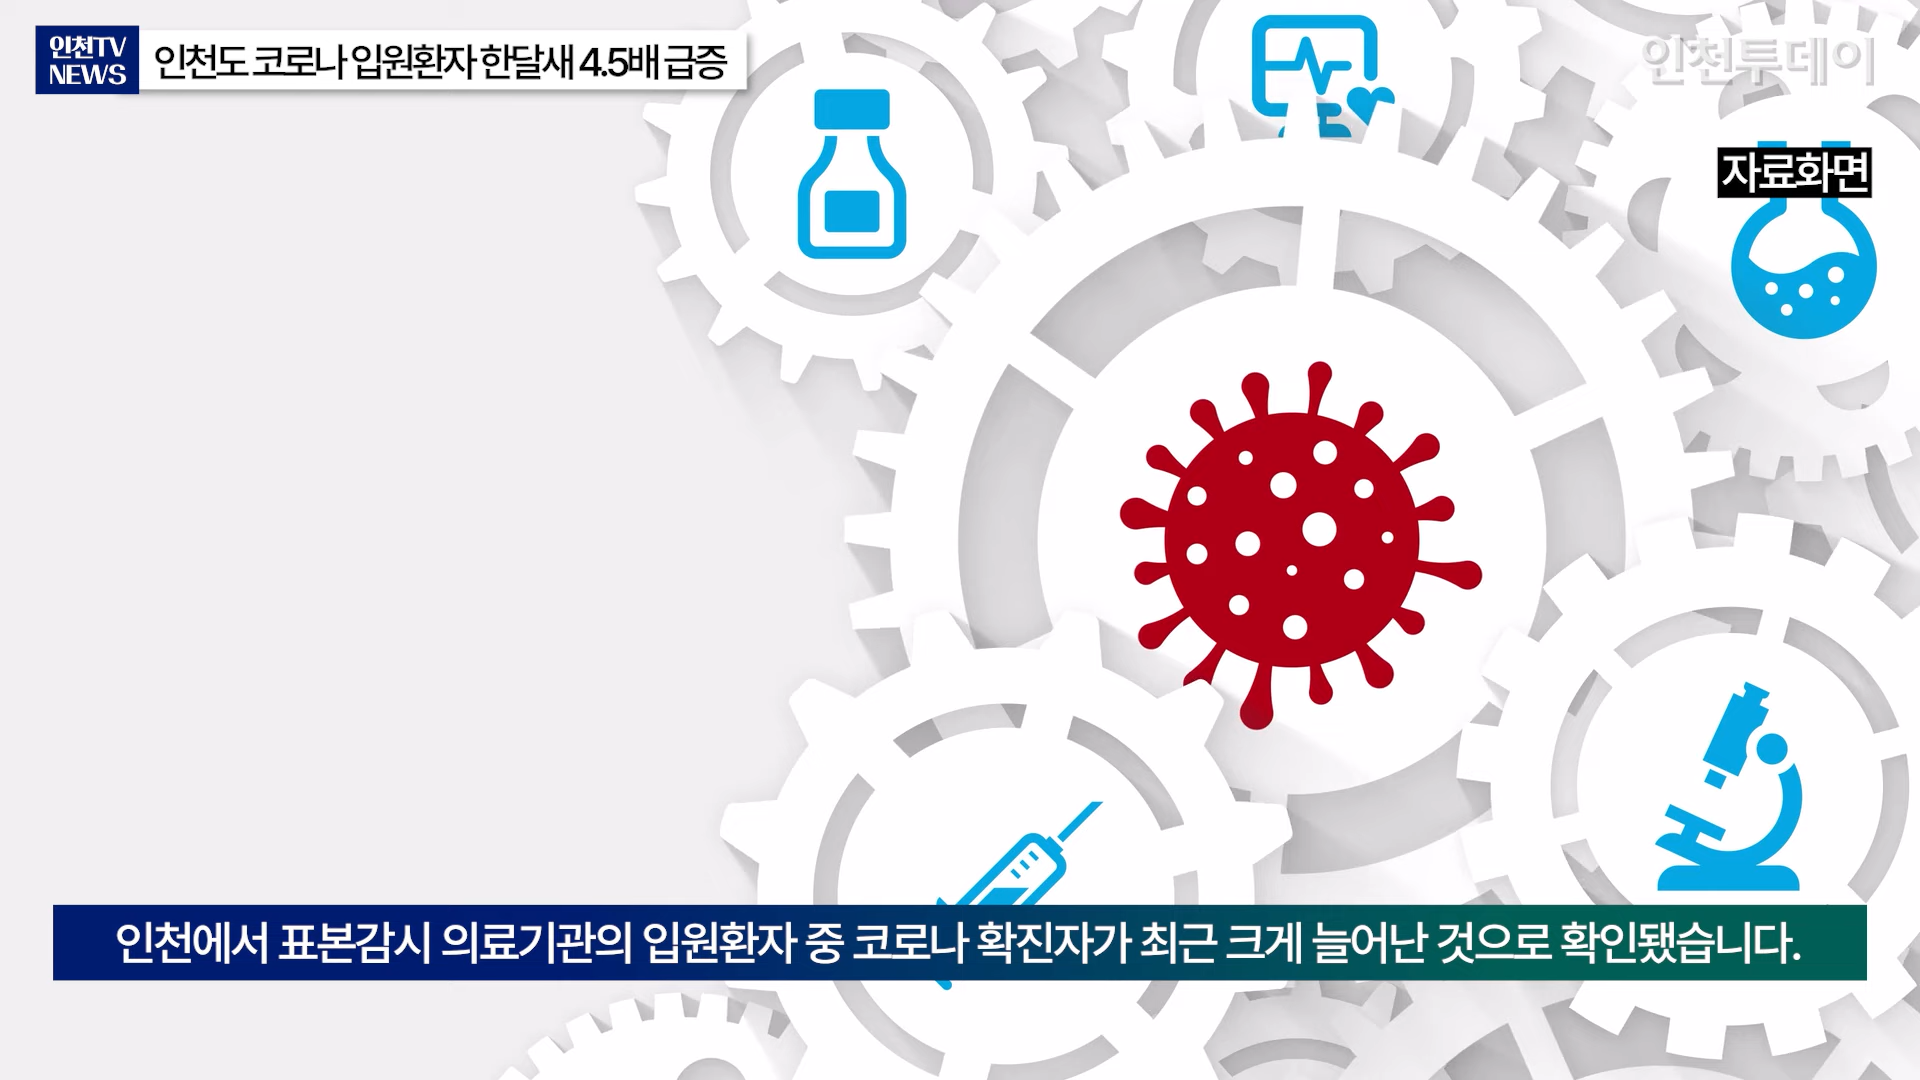 인천TV
NEWS
인천도 코로나 입원환자 한달새 4.5배 급증
인천투데이
자료화면
인천에서 표본감시 의료기관의 입원환자 중 코로나 확진자가 최근 크게 늘어난 것으로 확인됐습니다.